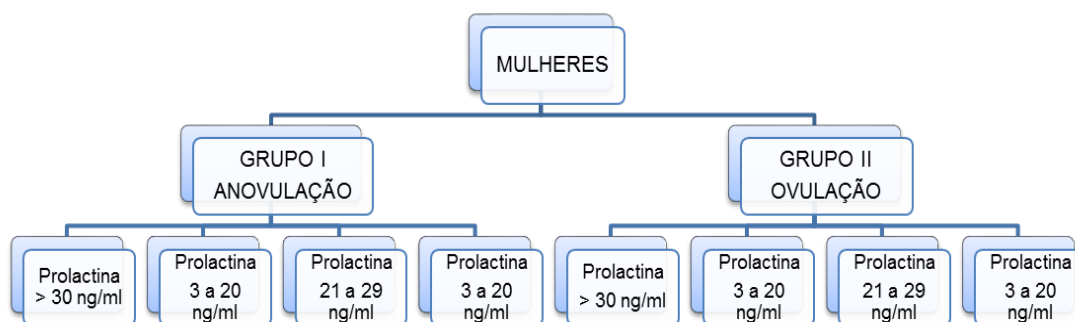 MULHERES
GRUPO I
ANOVULAÇÃO
GRUPO II
OVULAÇÃO
Prolactina
> 30 ng/ml
Prolactina
3 a 20
ng/ml
Prolactina
21 a 29
ng/ml
Prolactina
3 a 20
ng/ml
Prolactina
> 30 ng/ml
Prolactina
3 a 20
ng/ml
Prolactina
21 a 29
ng/ml
Prolactina
3 a 20
ng/ml